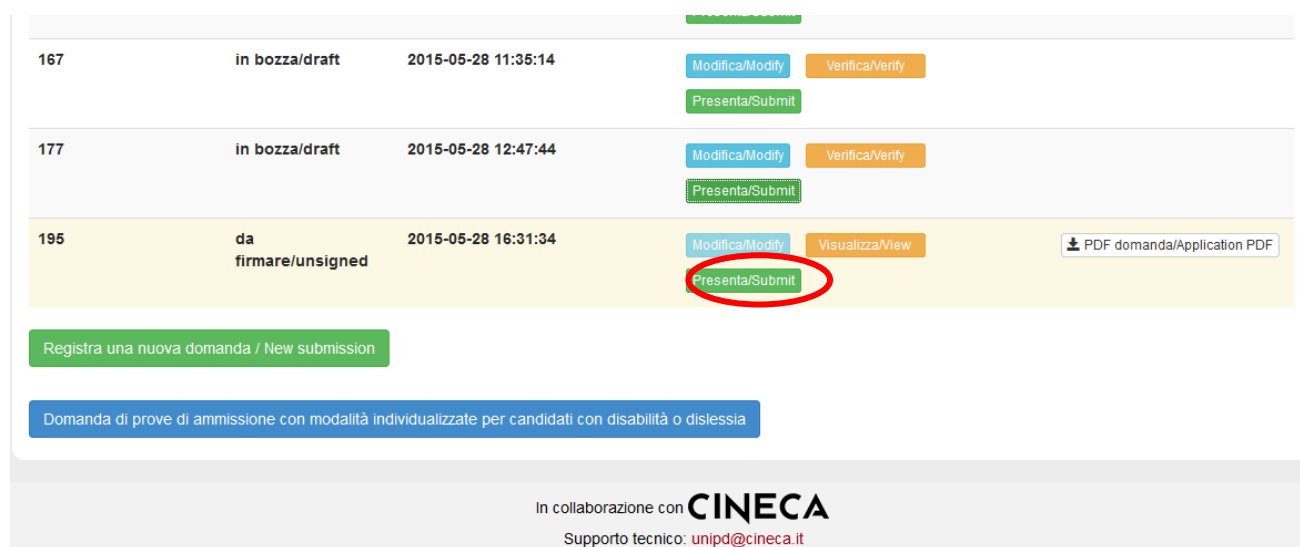 167 in bozza/draft 2015-05-28 11:35:14 Modifica/Modify Verifica/Verify
Presenta/Submit
177 in bozza/draft 2015-05-28 12:47:44 Modifica/Modify Verifica/Verify
Presenta/Submit
195 da 2015-05-28 16:31:34 Modifica/Modify Visualizza/View PDF domanda/Application PDF
firmare/unsigned
Presenta/Submit
Registra una nuova domanda / New submission
Domanda di prove di ammissione con modalità individualizzate per candidati con disabilità o dislessia
In collaborazione con CINECA
Supporto tecnico: unipd@cineca.it